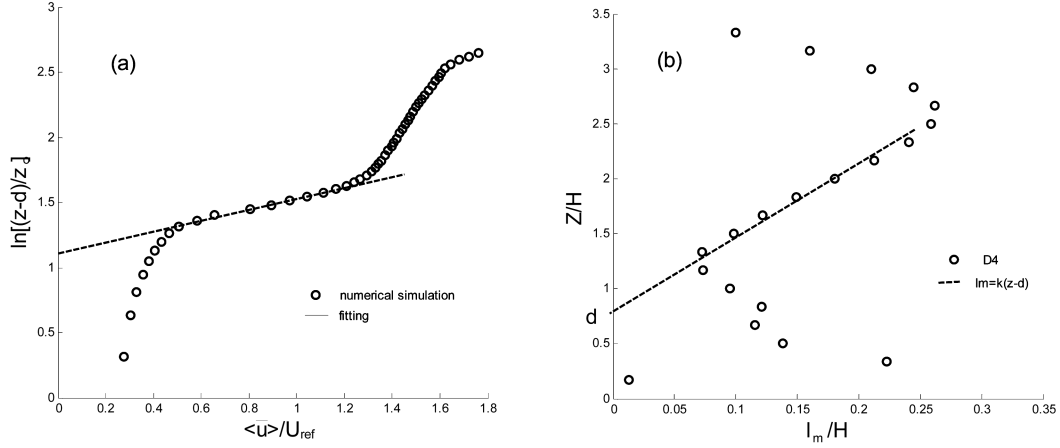 (a)
3
2.5
2
1.5
1
0.5
0
ln[(z-d)/z₀]
0 0.2 0.4 0.6 0.8 1 1.2 1.4 1.6 1.8
<u̅>/U_ref
numerical simulation
fitting
(b)
3.5
3
2.5
2
1.5
1
d
0.5
0
Z/H
0 0.05 0.1 0.15 0.2 0.25 0.3 0.35
l_m/H
D4
lm=k(z-d)